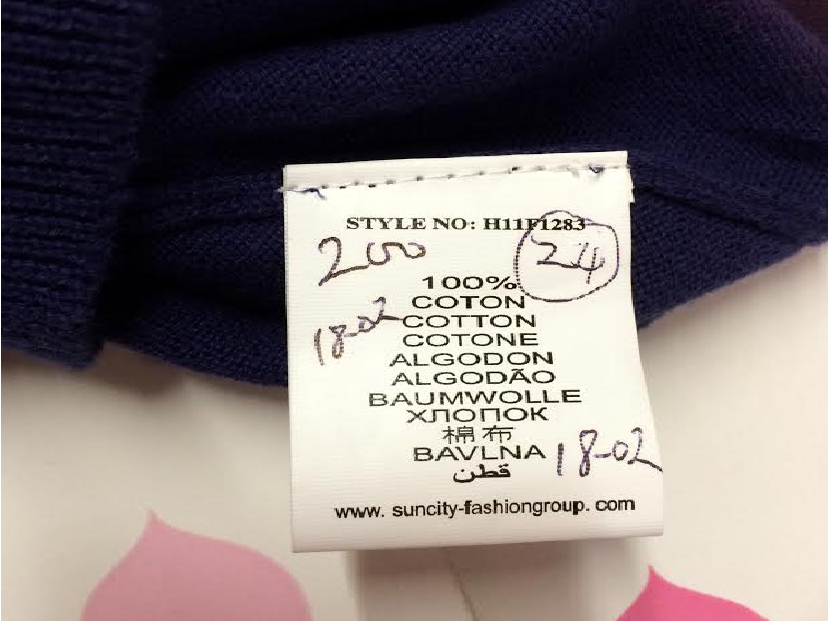 STYLE NO: H11F1283
200
24
100%
COTON
18-02
COTTON
COTONE
ALGODON
ALGODÃO
BAUMWOLLE
ХЛОПОК
棉布
BAVLNA
18-02
قطن
www. suncity-fashiongroup. com